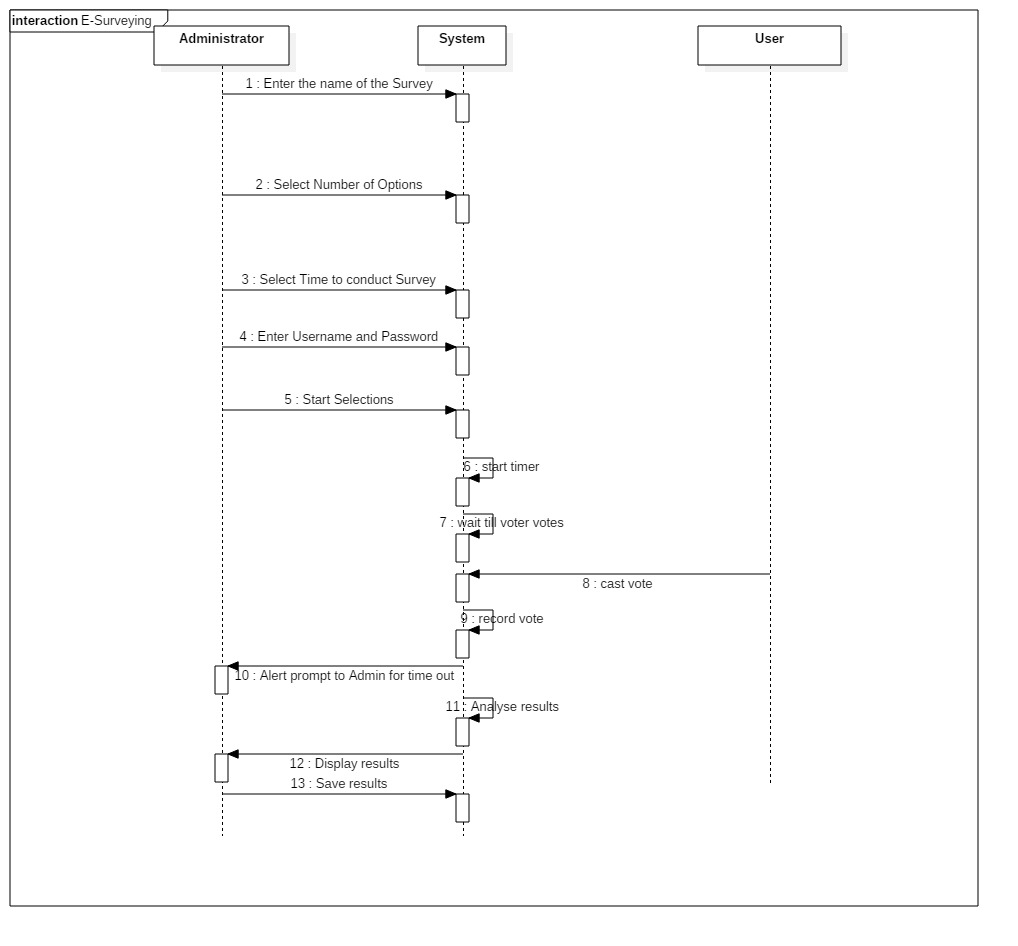 interaction E-Surveying
Administrator
System
User
1 : Enter the name of the Survey
2 : Select Number of Options
3 : Select Time to conduct Survey
4 : Enter Username and Password
5 : Start Selections
6 : start timer
7 : wait till voter votes
8 : cast vote
9 : record vote
10 : Alert prompt to Admin for time out
11 : Analyse results
12 : Display results
13 : Save results